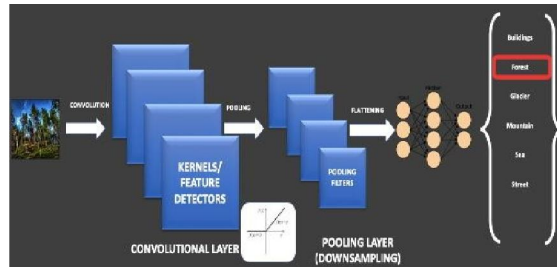 Buildings
CONVOLUTION
POOLING
FLATTENING
Hidden
Output
Forest
Glacier
Mountain
Sea
Street
KERNELS/
FEATURE
DETECTORS
POOLING
FILTERS
CONVOLUTIONAL LAYER
POOLING LAYER
(DOWNSAMPLING)